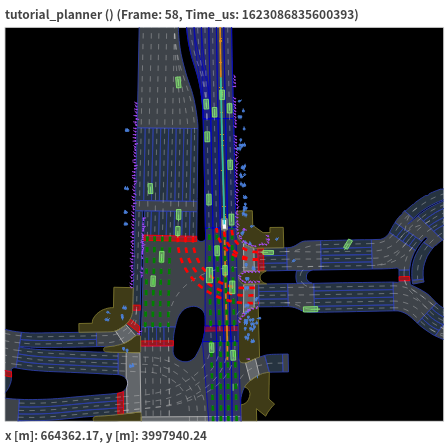 tutorial_planner () (Frame: 58, Time_us: 1623086835600393)
x [m]: 664362.17, y [m]: 3997940.24